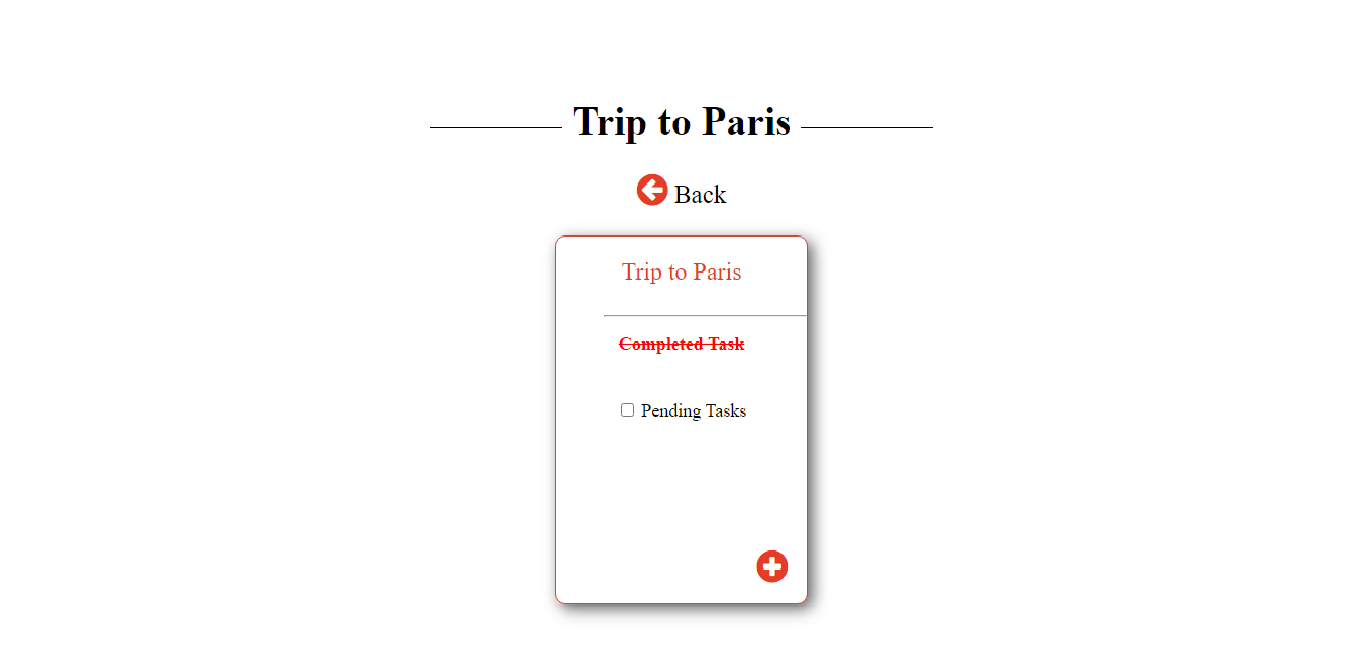 Trip to Paris
Back
Trip to Paris
Completed Task
Pending Tasks